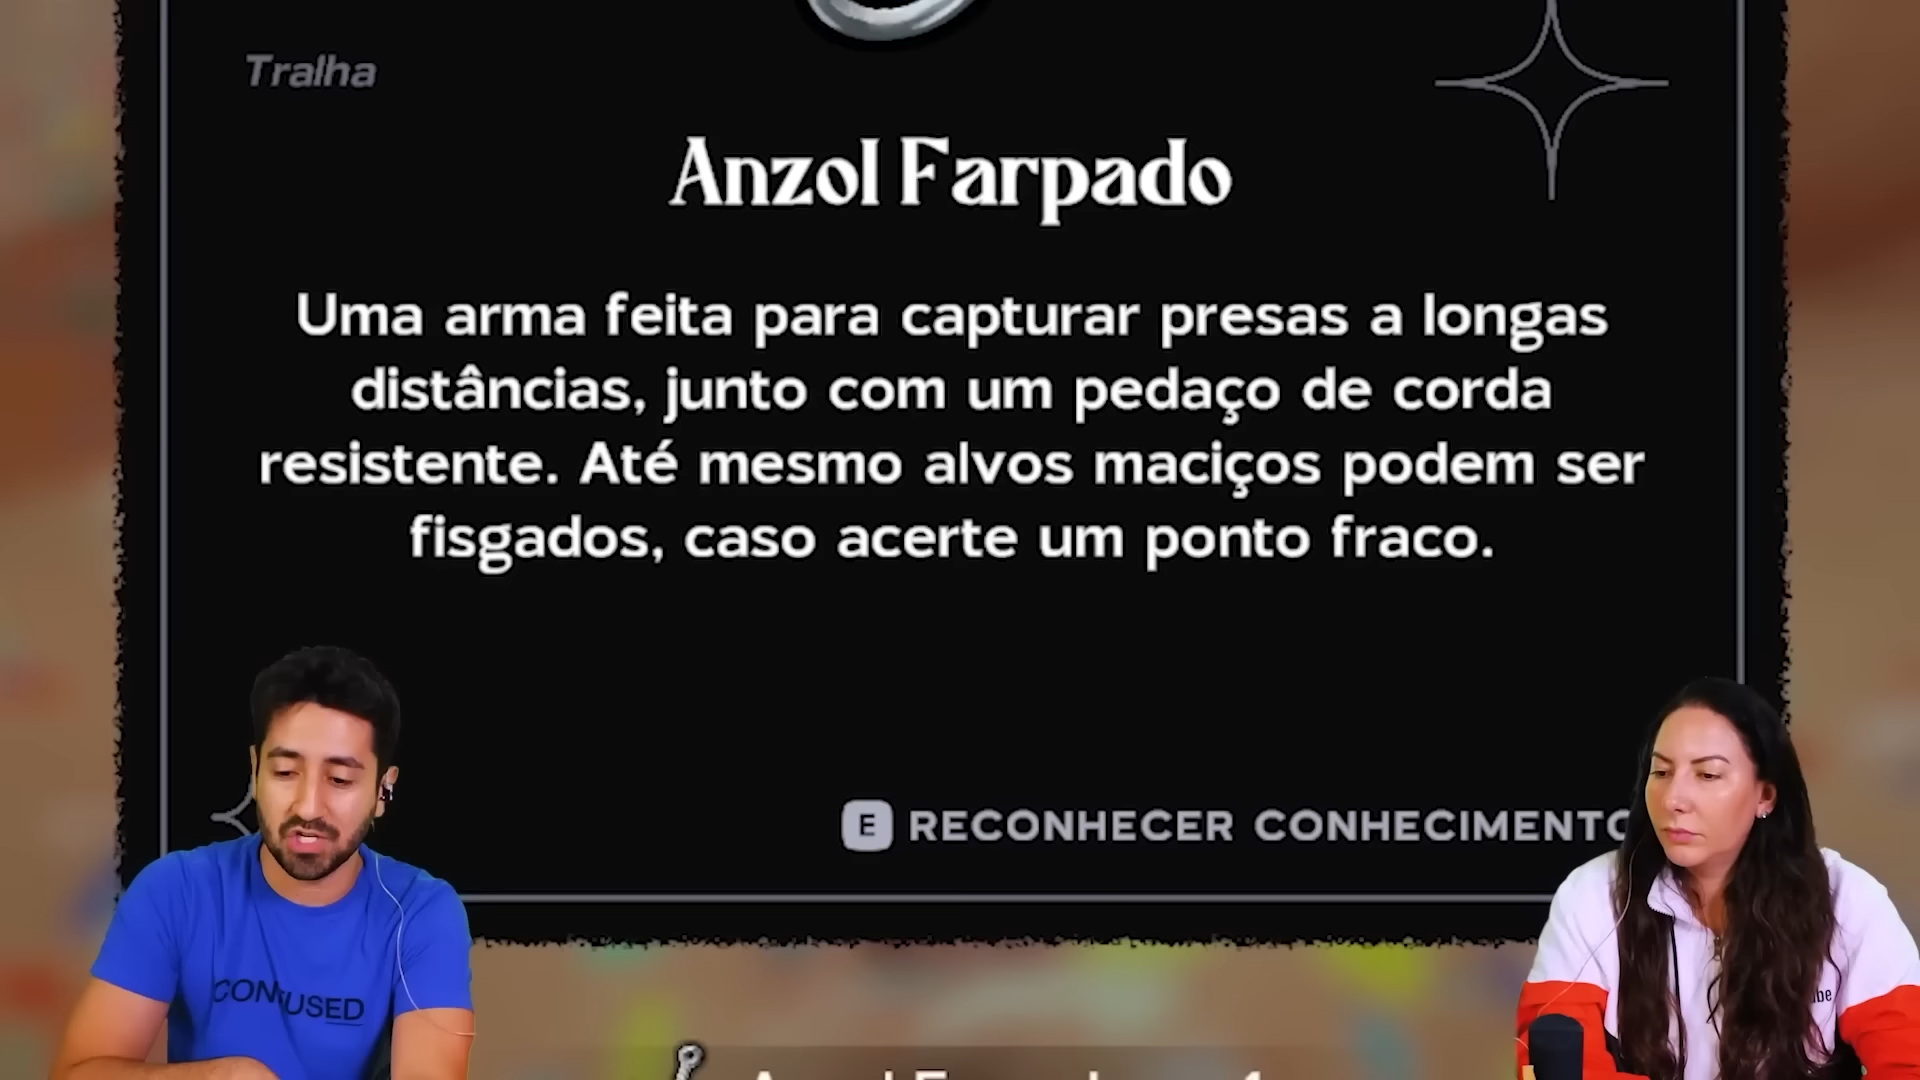 Tralha
Anzol Farpado
Uma arma feita para capturar presas a longas
distâncias, junto com um pedaço de corda
resistente. Até mesmo alvos maciços podem ser
fisgados, caso acerte um ponto fraco.
E RECONHECER CONHECIMENTO
CONFUSED